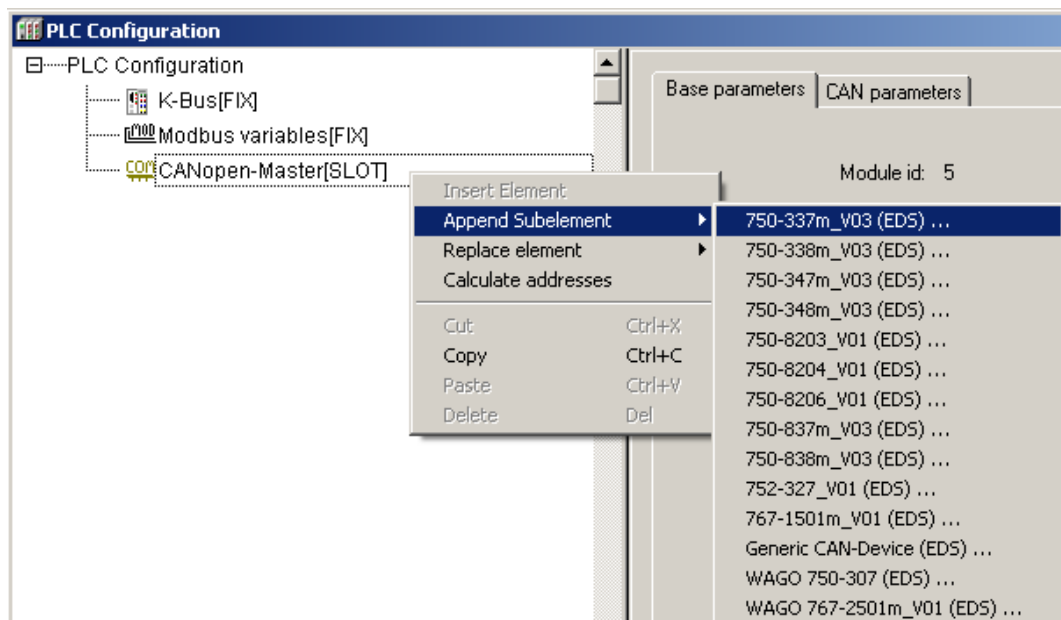 PLC Configuration
PLC Configuration
K-Bus[FIX]
Modbus variables[FIX]
CANopen-Master[SLOT]
Base parameters
CAN parameters
Module id: 5
Insert Element
Append Subelement
Replace element
Calculate addresses
Cut Ctrl+X
Copy Ctrl+C
Paste Ctrl+V
Delete Del
750-337m_V03 (EDS) ...
750-338m_V03 (EDS) ...
750-347m_V03 (EDS) ...
750-348m_V03 (EDS) ...
750-8203_V01 (EDS) ...
750-8204_V01 (EDS) ...
750-8206_V01 (EDS) ...
750-837m_V03 (EDS) ...
750-838m_V03 (EDS) ...
752-327_V01 (EDS) ...
767-1501m_V01 (EDS) ...
Generic CAN-Device (EDS) ...
WAGO 750-307 (EDS) ...
WAGO 767-2501m_V01 (EDS) ...